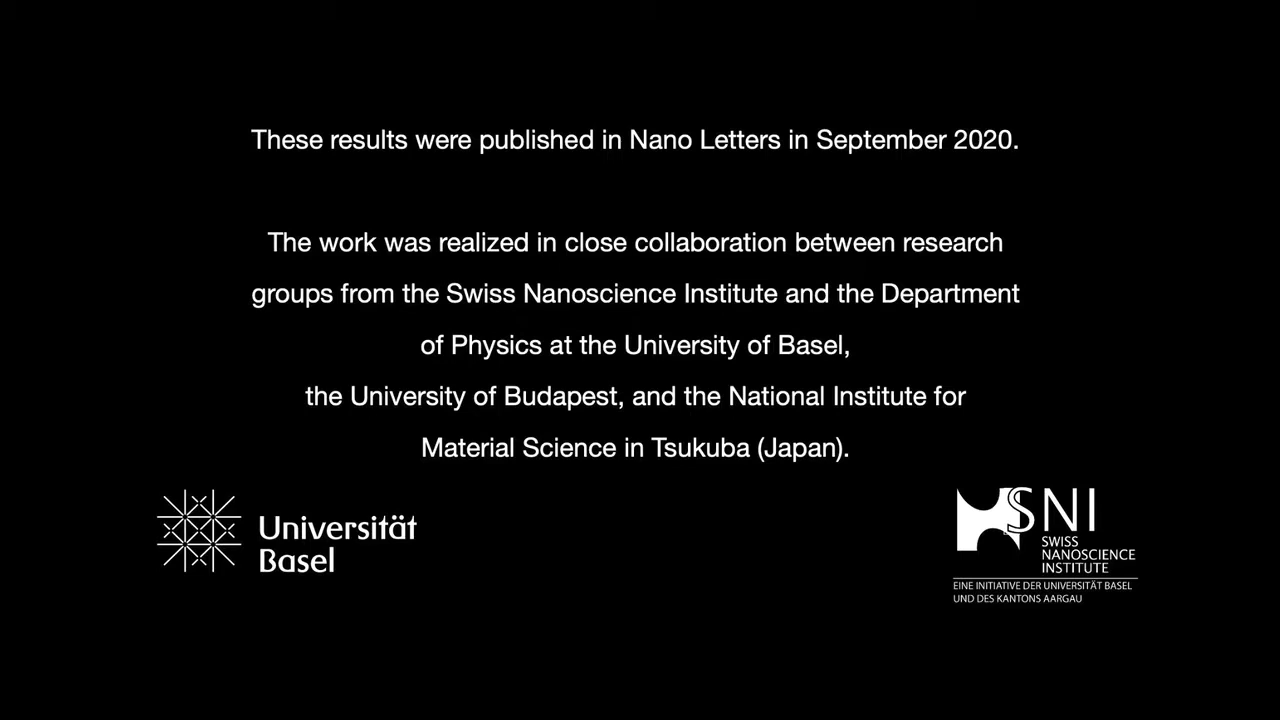 These results were published in Nano Letters in September 2020.
The work was realized in close collaboration between research
groups from the Swiss Nanoscience Institute and the Department
of Physics at the University of Basel,
the University of Budapest, and the National Institute for
Material Science in Tsukuba (Japan).
Universität
Basel
SNI
SWISS
NANOSCIENCE
INSTITUTE
EINE INITIATIVE DER UNIVERSITÄT BASEL
UND DES KANTONS AARGAU